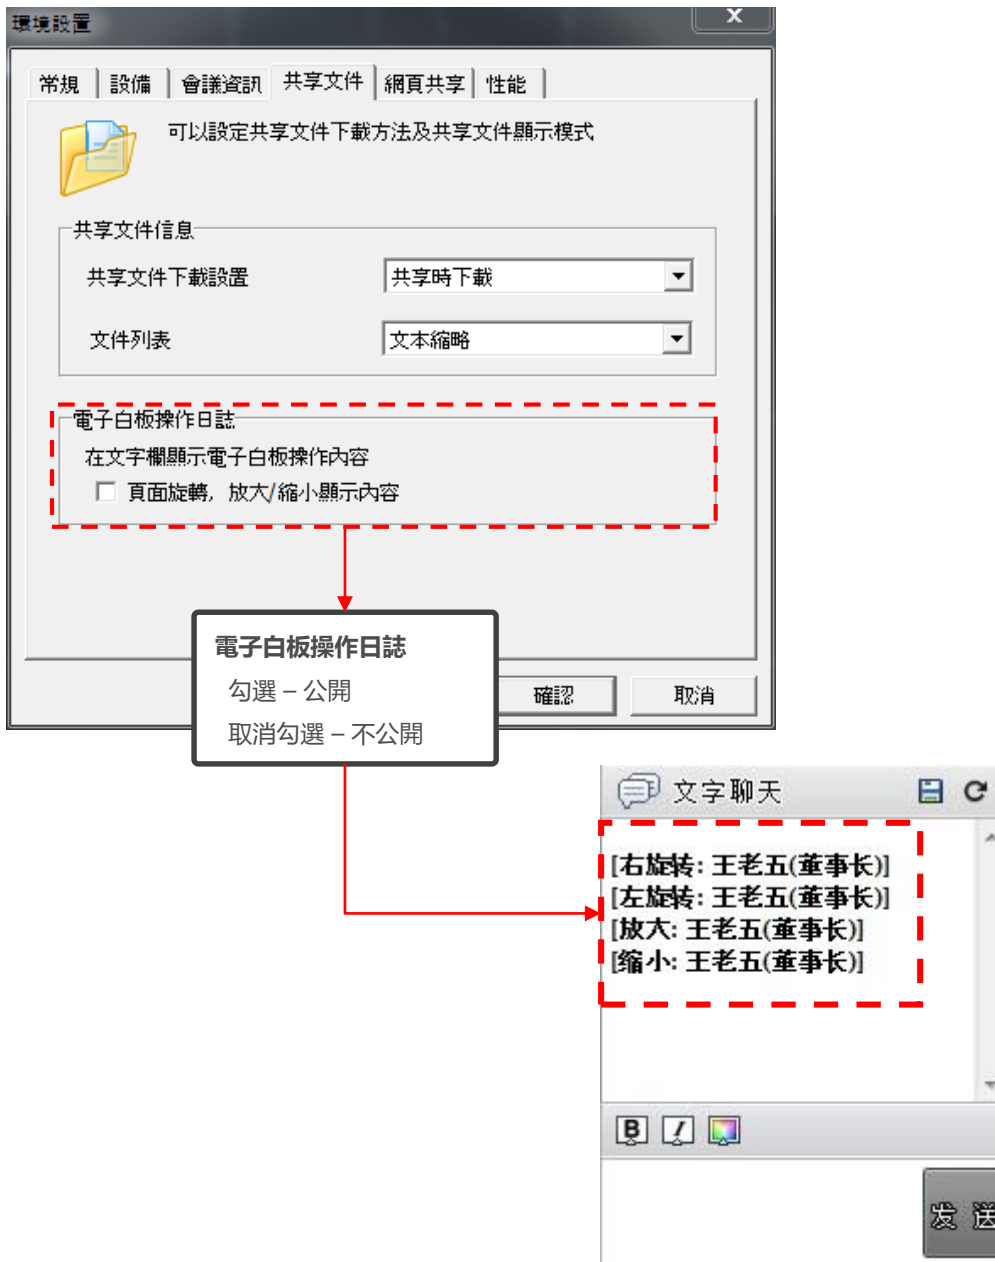 環境設置
X
常規 設備 會議資訊 共享文件 網頁共享 性能
可以設定共享文件下載方法及共享文件顯示模式
共享文件信息
共享文件下載設置 共享時下載
文件列表 文本縮略
電子白板操作日誌
在文字欄顯示電子白板操作內容
頁面旋轉, 放大/縮小顯示內容
電子白板操作日誌
勾選 – 公開
取消勾選 – 不公開
確認 取消
文字聊天
[右旋转: 王老五(董事长)]
[左旋转: 王老五(董事长)]
[放大: 王老五(董事长)]
[缩小: 王老五(董事长)]
B I
发 送